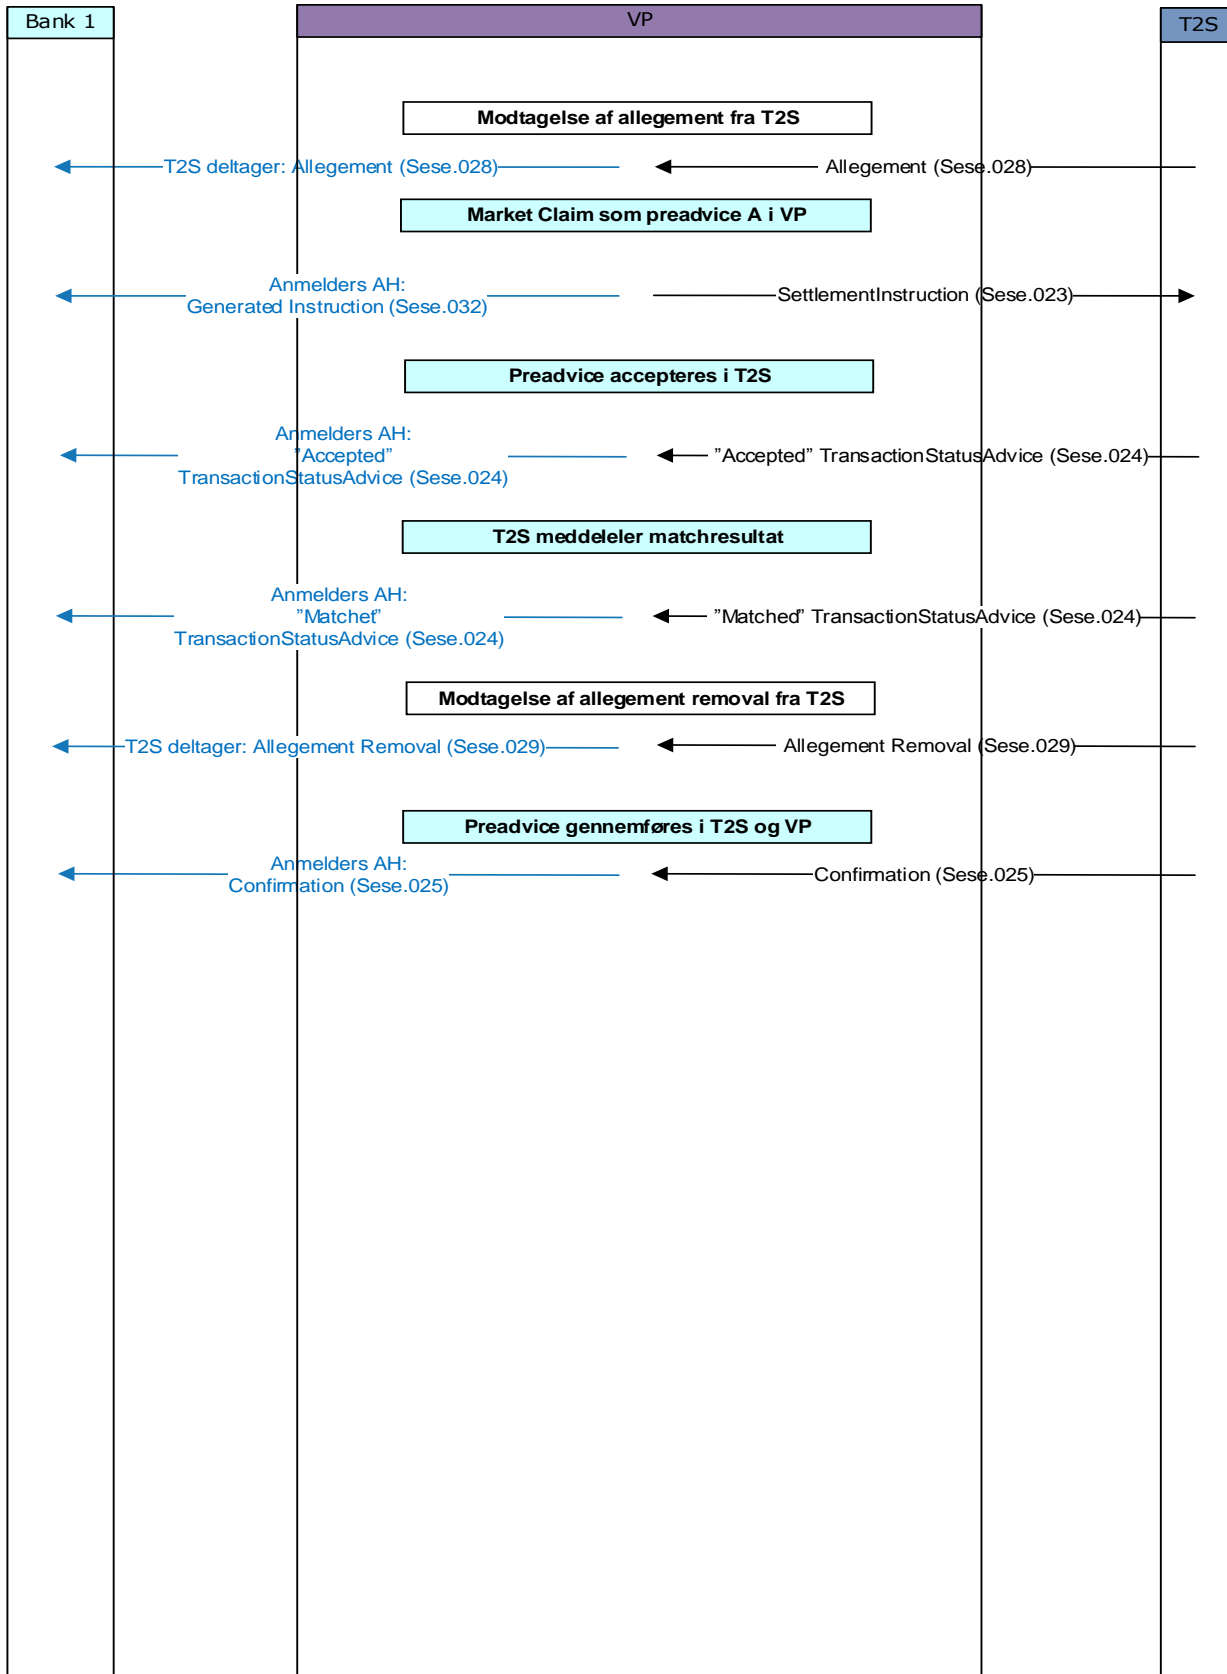 Bank 1
VP
T2S
Modtagelse af allegement fra T2S
T2S deltager: Allegement (Sese.028)
Allegement (Sese.028)
Market Claim som preadvice A i VP
Anmelders AH:
Generated Instruction (Sese.032)
SettlementInstruction (Sese.023)
Preadvice accepteres i T2S
Anmelders AH:
”Accepted”
TransactionStatusAdvice (Sese.024)
”Accepted” TransactionStatusAdvice (Sese.024)
T2S meddeleler matchresultat
Anmelders AH:
”Matchet”
TransactionStatusAdvice (Sese.024)
”Matched” TransactionStatusAdvice (Sese.024)
Modtagelse af allegement removal fra T2S
T2S deltager: Allegement Removal (Sese.029)
Allegement Removal (Sese.029)
Preadvice gennemføres i T2S og VP
Anmelders AH:
Confirmation (Sese.025)
Confirmation (Sese.025)